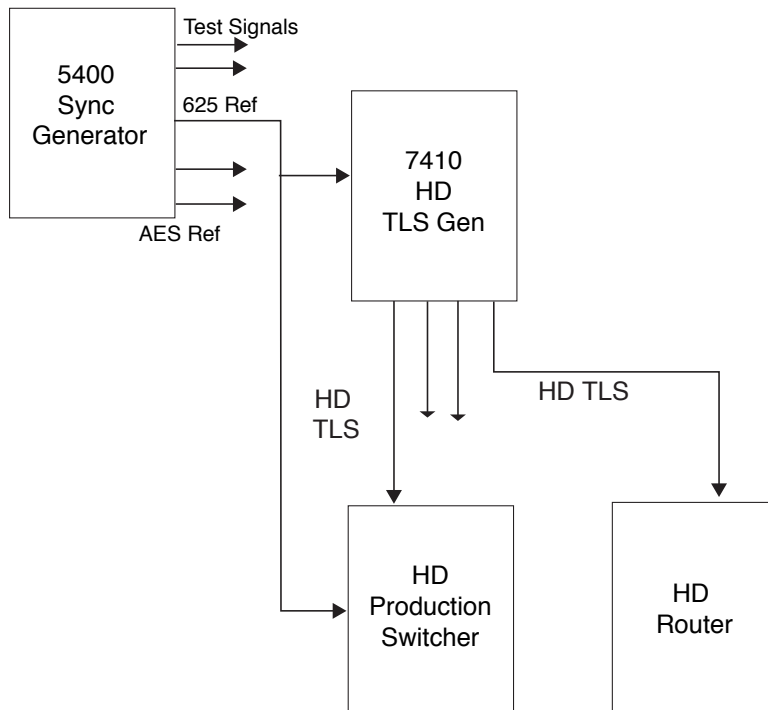 Test Signals
5400
Sync
Generator
625 Ref
AES Ref
7410
HD
TLS Gen
HD
TLS
HD TLS
HD
Production
Switcher
HD
Router